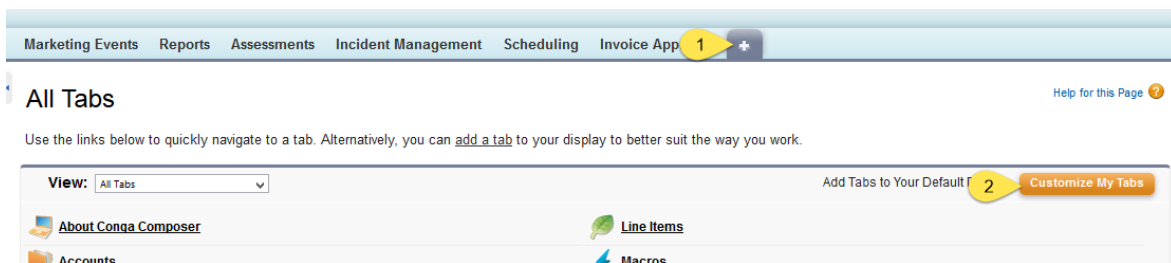 Marketing Events Reports Assessments Incident Management Scheduling Invoice App 1 +
All Tabs
Help for this Page ?
Use the links below to quickly navigate to a tab. Alternatively, you can add a tab to your display to better suit the way you work.
View: All Tabs Add Tabs to Your Default 2 Customize My Tabs
About Conga Composer Line Items
Accounts Macros